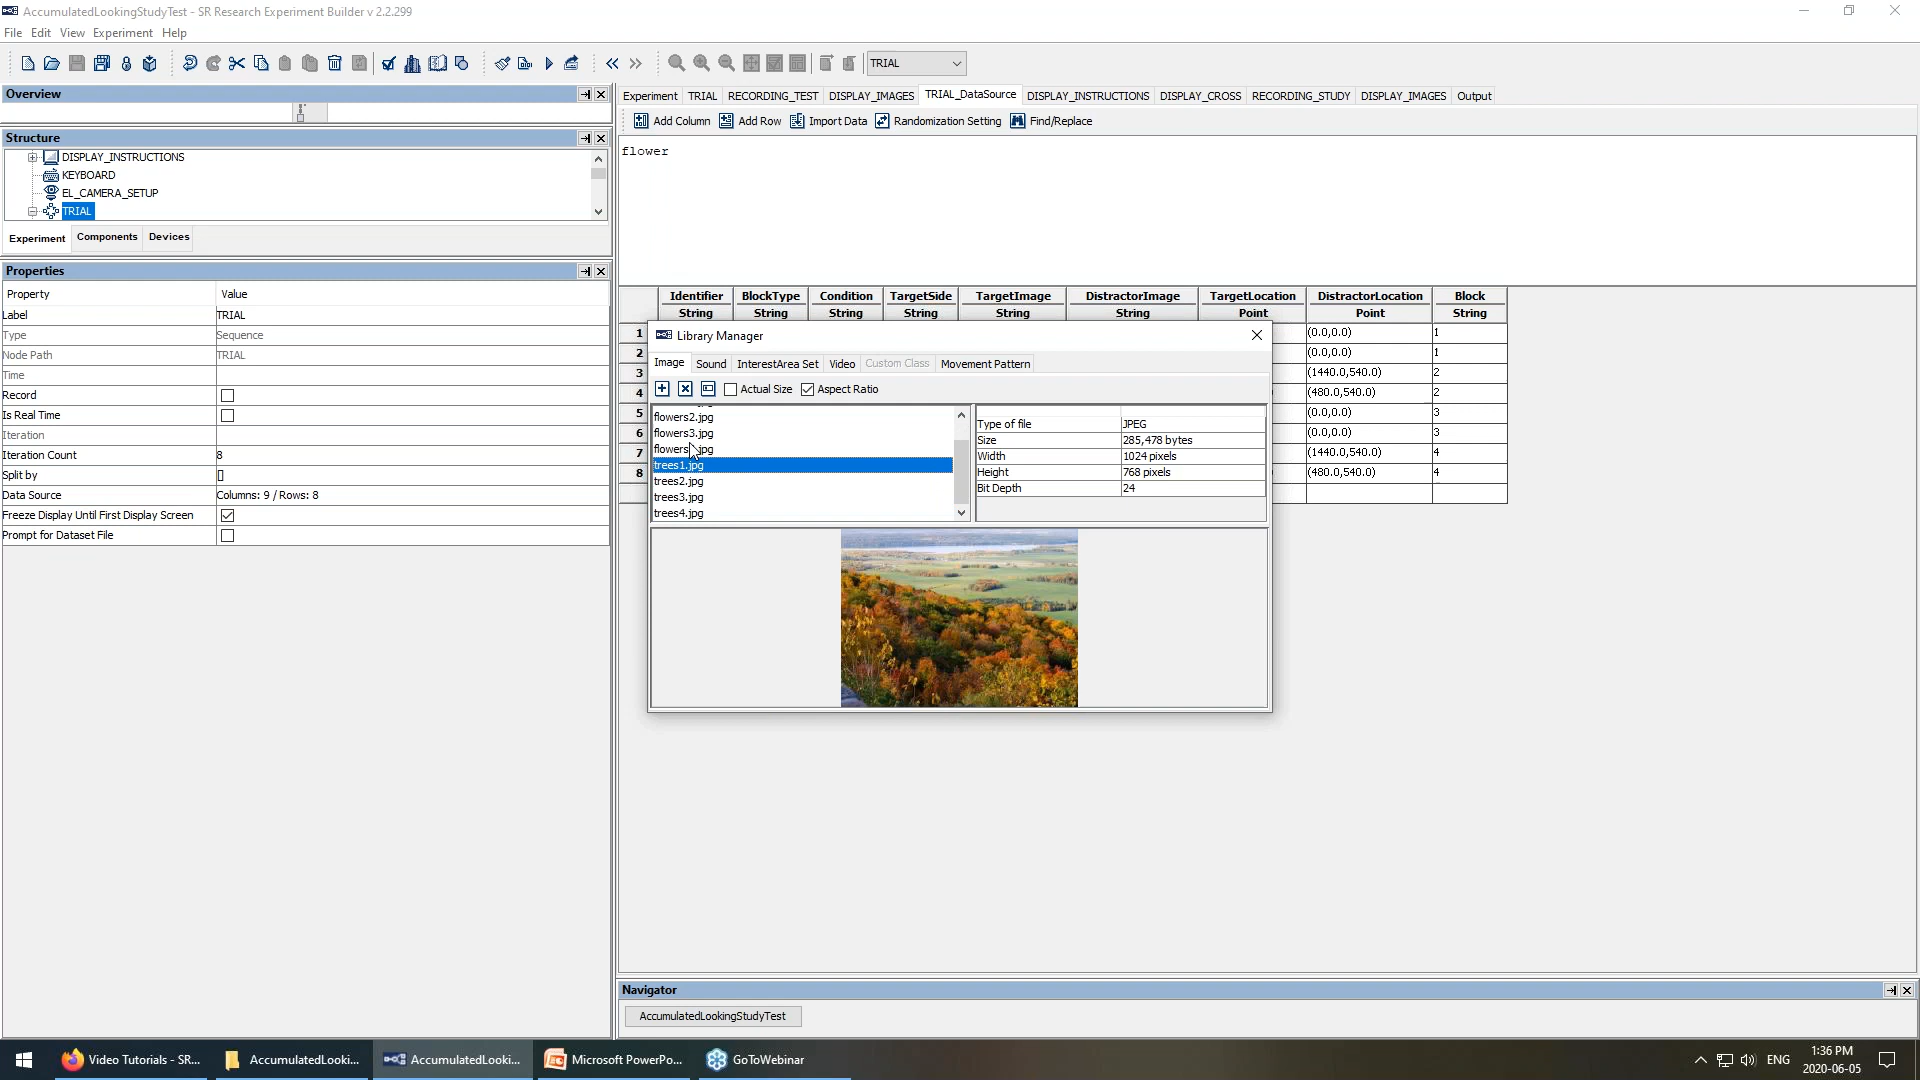 AccumulatedLookingStudyTest - SR Research Experiment Builder v 2.2.299
File Edit View Experiment Help
TRIAL
Overview
Structure
DISPLAY_INSTRUCTIONS
KEYBOARD
EL_CAMERA_SETUP
TRIAL
Experiment Components Devices
Properties
Property Value
Label TRIAL
Type Sequence
Node Path TRIAL
Time
Record
Is Real Time
Iteration
Iteration Count 8
Split by []
Data Source Columns: 9 / Rows: 8
Freeze Display Until First Display Screen
Prompt for Dataset File
Experiment TRIAL RECORDING_TEST DISPLAY_IMAGES TRIAL_DataSource DISPLAY_INSTRUCTIONS DISPLAY_CROSS RECORDING_STUDY DISPLAY_IMAGES Output
Add Column Add Row Import Data Randomization Setting Find/Replace
flower
Identifier BlockType Condition TargetSide TargetImage DistractorImage TargetLocation DistractorLocation Block
String String String String String String Point Point String
1 (0.0,0.0) 1
2 (0.0,0.0) 1
3 (1440.0,540.0) 2
4 (480.0,540.0) 2
5 (0.0,0.0) 3
6 (0.0,0.0) 3
7 (1440.0,540.0) 4
8 (480.0,540.0) 4
Library Manager
Image Sound InterestArea Set Video Custom Class Movement Pattern
Actual Size Aspect Ratio
flowers2.jpg
flowers3.jpg
trees1.jpg
trees2.jpg
trees3.jpg
trees4.jpg
Type of file JPEG
Size 285,478 bytes
Width 1024 pixels
Height 768 pixels
Bit Depth 24
Navigator
AccumulatedLookingStudyTest
Video Tutorials - SR... AccumulatedLooki... AccumulatedLooki... Microsoft PowerPo... GoToWebinar
ENG
1:36 PM
2020-06-05